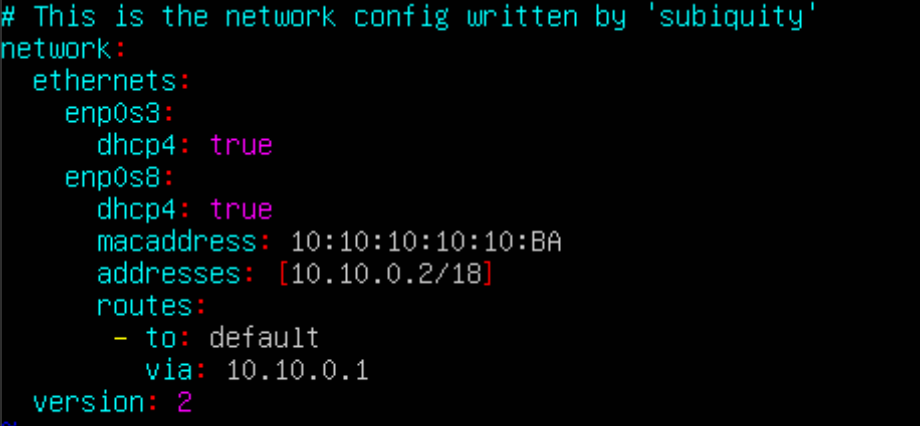 # This is the network config written by 'subiquity'
network:
  ethernets:
    enp0s3:
      dhcp4: true
    enp0s8:
      dhcp4: true
      macaddress: 10:10:10:10:10:BA
      addresses: [10.10.0.2/18]
      routes:
       - to: default
         via: 10.10.0.1
  version: 2